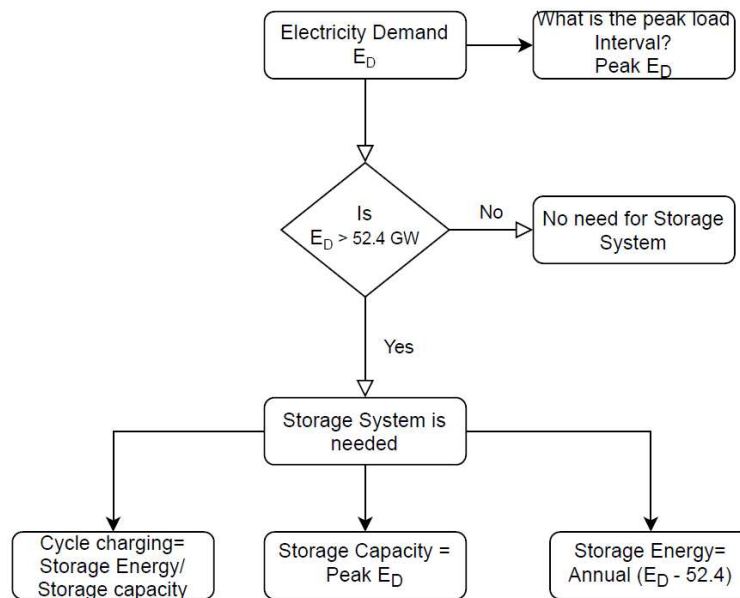 Electricity Demand
E_D
What is the peak load
Interval?
Peak E_D
Is
E_D > 52.4 GW
No
No need for Storage
System
Yes
Storage System is
needed
Cycle charging=
Storage Energy/
Storage capacity
Storage Capacity =
Peak E_D
Storage Energy=
Annual (E_D - 52.4)